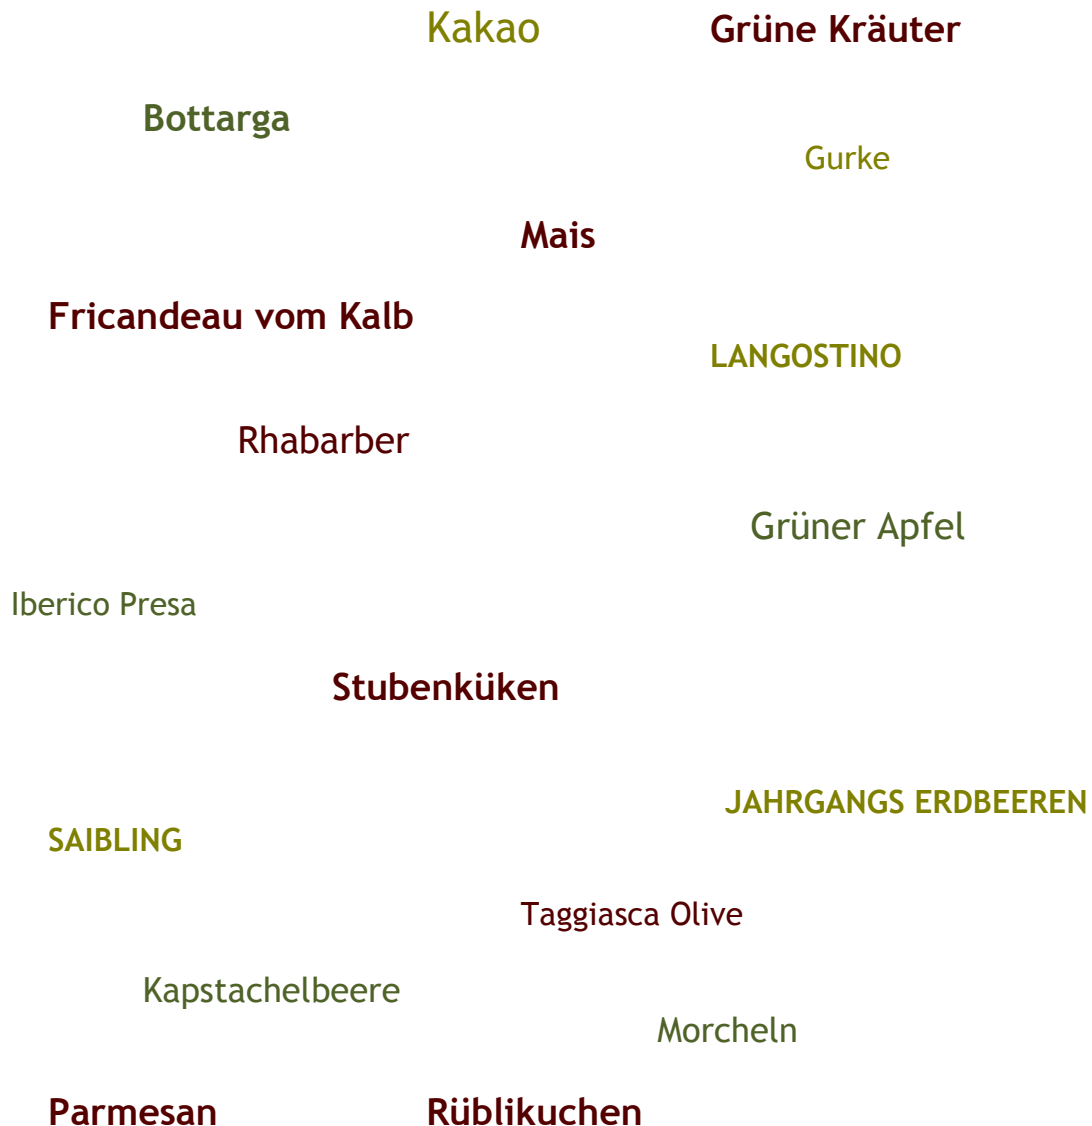 Kakao
Grüne Kräuter
Bottarga
Gurke
Mais
Fricandeau vom Kalb
LANGOSTINO
Rhabarber
Grüner Apfel
Iberico Presa
Stubenküken
JAHRGANGS ERDBEEREN
SAIBLING
Taggiasca Olive
Kapstachelbeere
Morcheln
Parmesan
Rüblikuchen